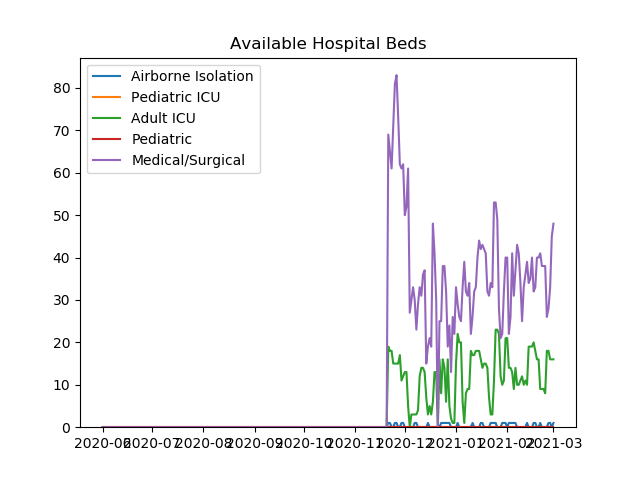 Available Hospital Beds
Airborne Isolation
Pediatric ICU
Adult ICU
Pediatric
Medical/Surgical
80
70
60
50
40
30
20
10
0
2020-06 2020-07 2020-08 2020-09 2020-10 2020-11 2020-12 2021-01 2021-02 2021-03